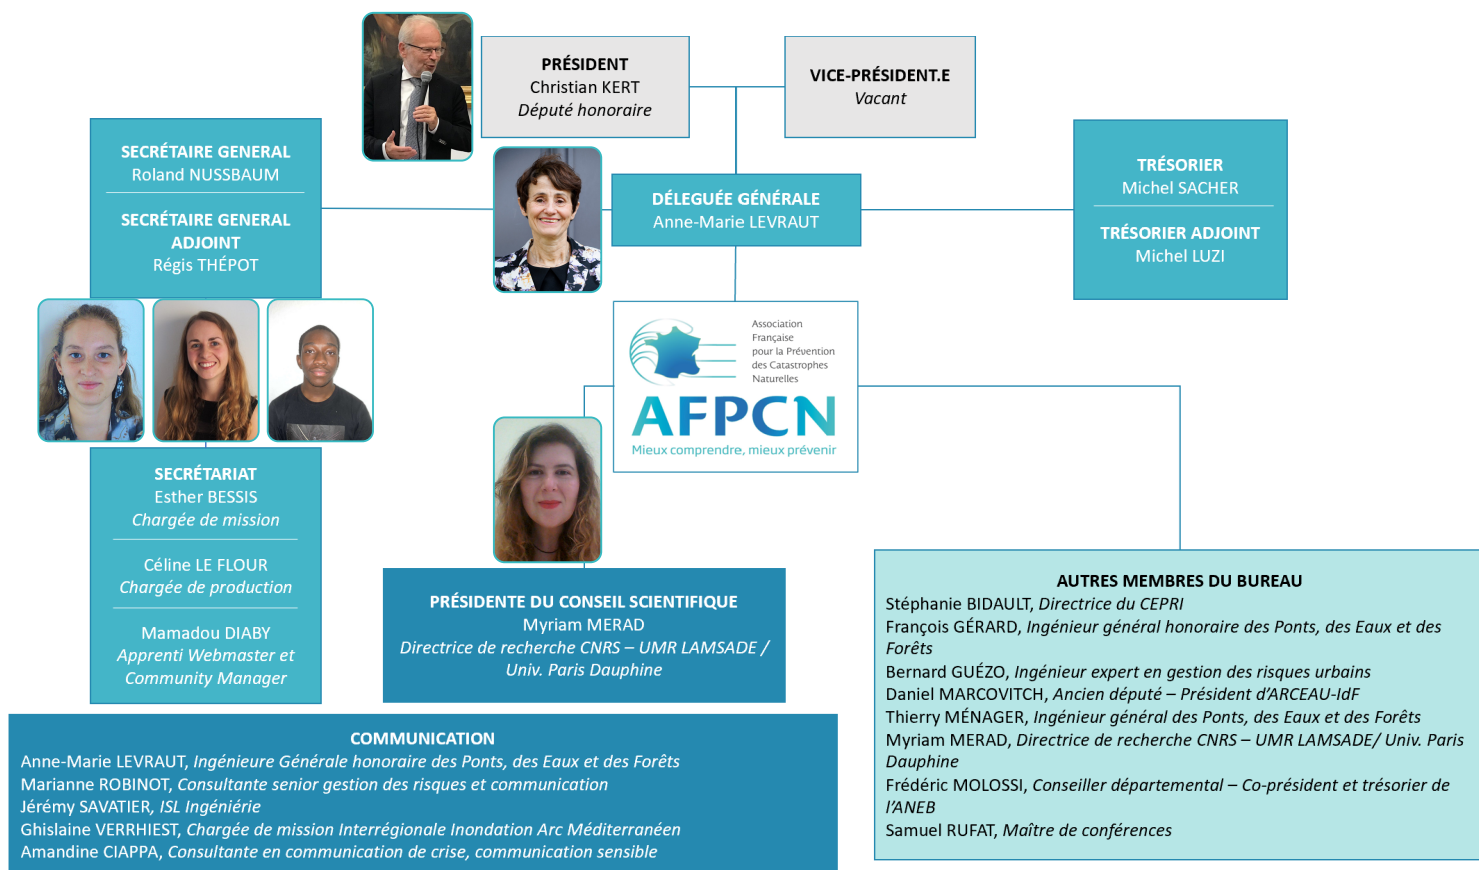 PRÉSIDENT
Christian KERT
Député honoraire
VICE-PRÉSIDENT.E
Vacant
SECRÉTAIRE GENERAL
Roland NUSSBAUM
SECRÉTAIRE GENERAL
ADJOINT
Régis THÉPOT
DÉLEGUÉE GÉNÉRALE
Anne-Marie LEVRAUT
TRÉSORIER
Michel SACHER
TRÉSORIER ADJOINT
Michel LUZI
Association
Française
pour la Prévention
des Catastrophes
Naturelles
AFPCN
Mieux comprendre, mieux prévenir
SECRÉTARIAT
Esther BESSIS
Chargée de mission
Céline LE FLOUR
Chargée de production
Mamadou DIABY
Apprenti Webmaster et
Community Manager
PRÉSIDENTE DU CONSEIL SCIENTIFIQUE
Myriam MERAD
Directrice de recherche CNRS – UMR LAMSADE /
Univ. Paris Dauphine
AUTRES MEMBRES DU BUREAU
Stéphanie BIDAULT, Directrice du CEPRI
François GÉRARD, Ingénieur général honoraire des Ponts, des Eaux et des
Forêts
Bernard GUÉZO, Ingénieur expert en gestion des risques urbains
Daniel MARCOVITCH, Ancien député – Président d’ARCEAU-IdF
Thierry MÉNAGER, Ingénieur général des Ponts, des Eaux et des Forêts
Myriam MERAD, Directrice de recherche CNRS – UMR LAMSADE/ Univ. Paris
Dauphine
Frédéric MOLOSSI, Conseiller départemental – Co-président et trésorier de
l’ANEB
Samuel RUFAT, Maître de conférences
COMMUNICATION
Anne-Marie LEVRAUT, Ingénieure Générale honoraire des Ponts, des Eaux et des Forêts
Marianne ROBINOT, Consultante senior gestion des risques et communication
Jérémy SAVATIER, ISL Ingéniérie
Ghislaine VERRHIEST, Chargée de mission Interrégionale Inondation Arc Méditerranéen
Amandine CIAPPA, Consultante en communication de crise, communication sensible